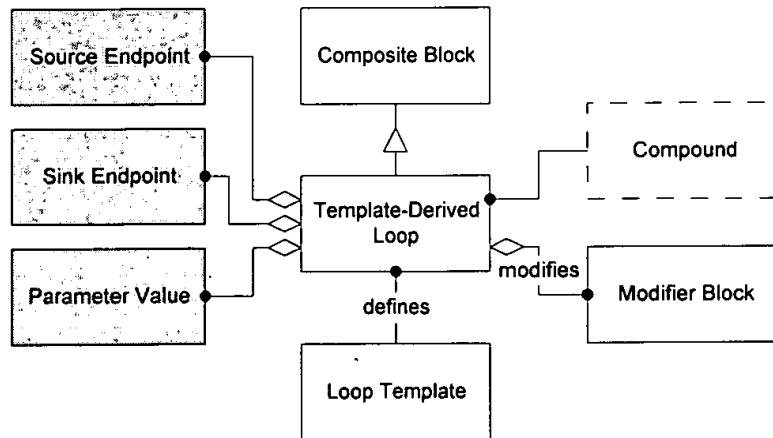 Source Endpoint
Composite Block
Sink Endpoint
Template-Derived
Loop
Compound
Parameter Value
modifies
Modifier Block
defines
Loop Template